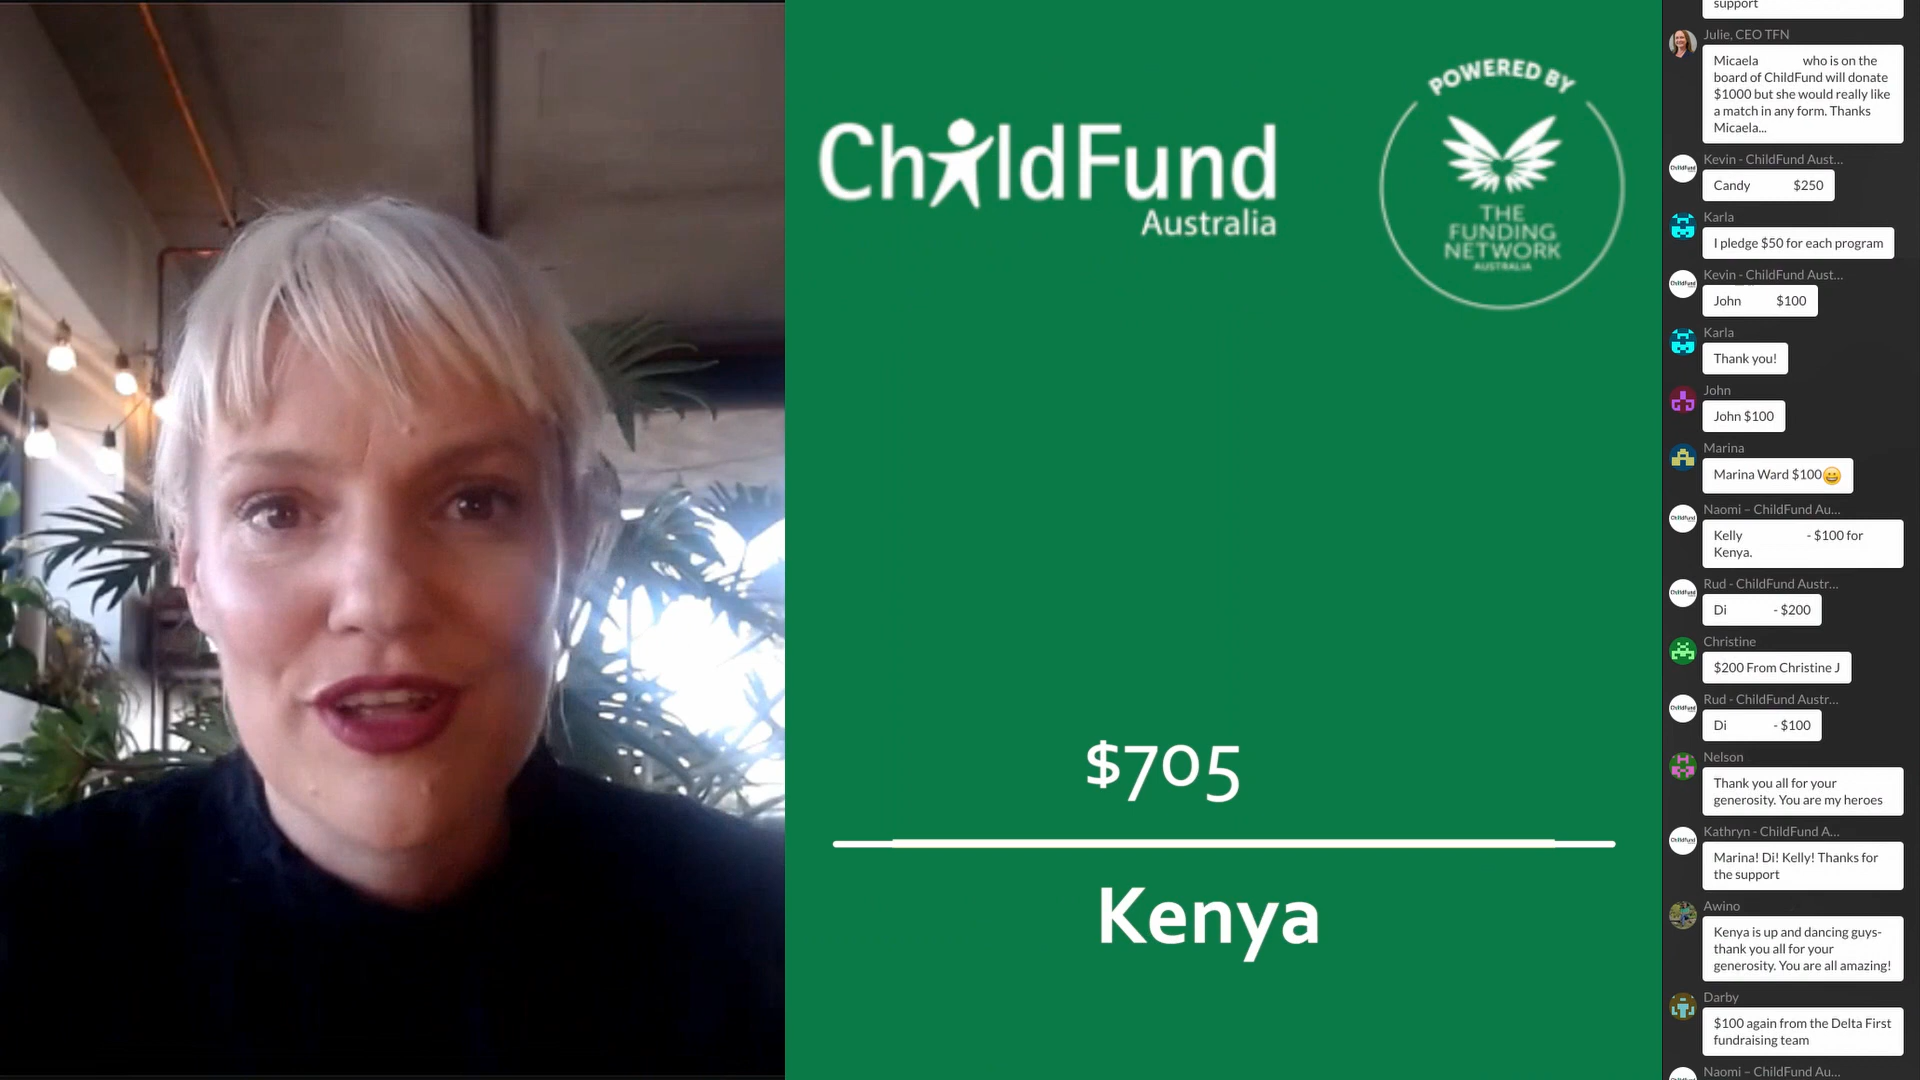 ChildFund
Australia
POWERED BY
THE
FUNDING
NETWORK
AUSTRALIA
$705
Kenya
support
Julie, CEO TFN
Micaela who is on the
board of ChildFund will donate
$1000 but she would really like
a match in any form. Thanks
Micaela...
Kevin - ChildFund Aust...
Candy $250
Karla
I pledge $50 for each program
Kevin - ChildFund Aust...
John $100
Karla
Thank you!
John
John $100
Marina
Marina Ward $100😀
Naomi – ChildFund Au...
Kelly - $100 for
Kenya.
Rud - ChildFund Austr...
Di - $200
Christine
$200 From Christine J
Rud - ChildFund Austr...
Di - $100
Nelson
Thank you all for your
generosity. You are my heroes
Kathryn - ChildFund A...
Marina! Di! Kelly! Thanks for
the support
Awino
Kenya is up and dancing guys-
thank you all for your
generosity. You are all amazing!
Darby
$100 again from the Delta First
fundraising team
Naomi – ChildFund Au...